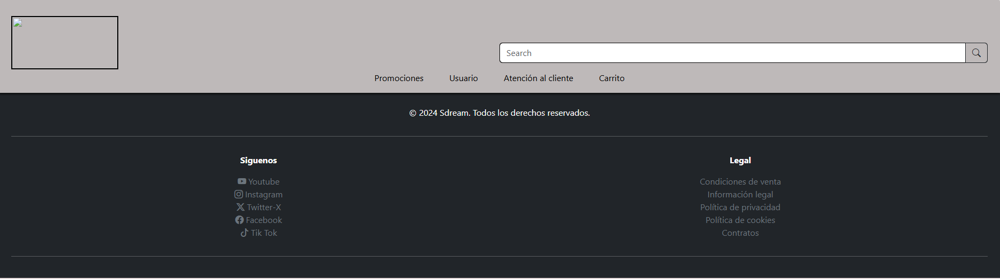 Search
Promociones Usuario Atención al cliente Carrito
© 2024 Sdream. Todos los derechos reservados.
Siguenos
Youtube
Instagram
Twitter-X
Facebook
Tik Tok
Legal
Condiciones de venta
Información legal
Política de privacidad
Política de cookies
Contratos